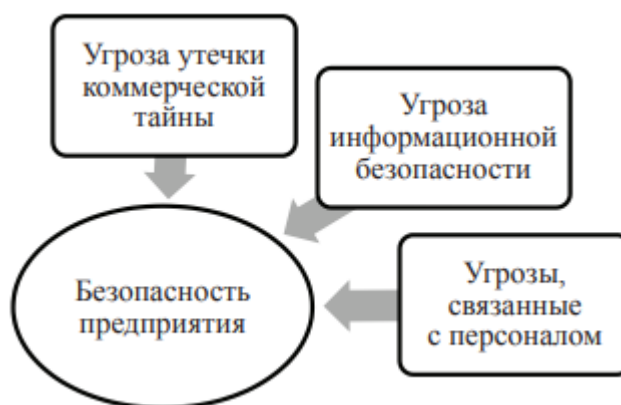 Угроза утечки
коммерческой
тайны
Угроза
информационной
безопасности
Угрозы,
связанные
с персоналом
Безопасность
предприятия